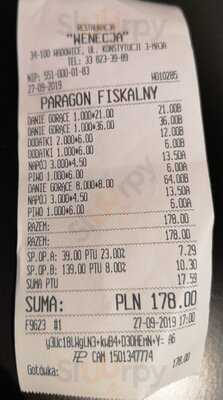 RESTAURACJA
"WENECJA"
34-100 WADOWICE, UL. KONSTYTUCJI 3-MAJA
TEL: 33 823-39-89
NIP: 551-000-01-83
27-09-2019 W010285
PARAGON FISKALNY
DANIE GORĄCE 1.000*21.00 21.00B
DANIE GORĄCE 1.000*36.00 36.00B
DODATKI 2.000*6.00 12.00B
DODATKI 1.000*6.00 6.00B
NAPOJ 3.000*4.50 13.50A
PIWO 1.000*6.00 6.00A
DANIE GORĄCE 8.000*8.00 64.00B
NAPOJ 3.000*4.50 13.50A
PIWO 1.000*6.00 6.00A
RAZEM: 178.00
RAZEM: 178.00
SP.OP.A: 39.00 PTU 23.00% 7.29
SP.OP.B: 139.00 PTU 8.00% 10.30
SUMA PTU 17.59
SUMA: PLN 178.00
F9623 #1 27-09-2019 17:00
CAM 1501347774
Gotówka: 178.00
Sluurpy